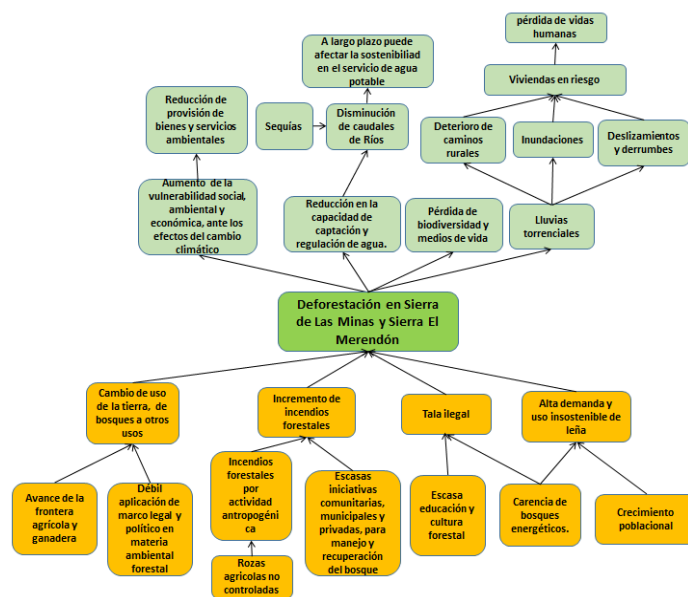 pérdida de vidas
humanas
A largo plazo puede
afectar la sostenibiliad
en el servicio de agua
potable
Viviendas en riesgo
Reducción de
provisión de
bienes y servicios
ambientales
Sequías
Disminución
de caudales
de Ríos
Deterioro de
caminos
rurales
Inundaciones
Deslizamientos
y derrumbes
Aumento de la
vulnerabilidad social,
ambiental y
económica, ante los
efectos del cambio
climático
Reducción en la
capacidad de
captación y
regulación de agua.
Pérdida de
biodiversidad y
medios de vida
Lluvias
torrenciales
Deforestación en Sierra
de Las Minas y Sierra El
Merendón
Cambio de uso
de la tierra, de
bosques a otros
usos
Incremento de
incendios
forestales
Tala ilegal
Alta demanda y
uso insostenible de
leña
Avance de la
frontera
agrícola y
ganadera
Débil
aplicación de
marco legal y
político en
materia
ambiental
forestal
Incendios
forestales
por
actividad
antropogéni
ca
Escasas
iniciativas
comunitarias,
municipales y
privadas, para
manejo y
recuperación
del bosque
Escasa
educación y
cultura
forestal
Carencia de
bosques
energéticos.
Crecimiento
poblacional
Rozas
agricolas no
controladas